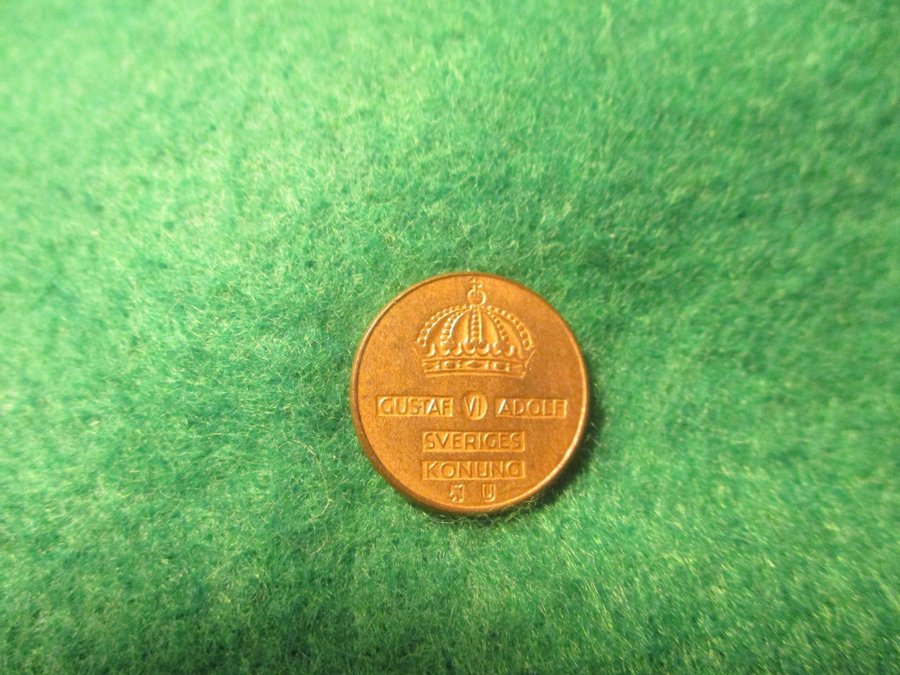 GUSTAF VI ADOLF
SVERIGES
KONUNG
U